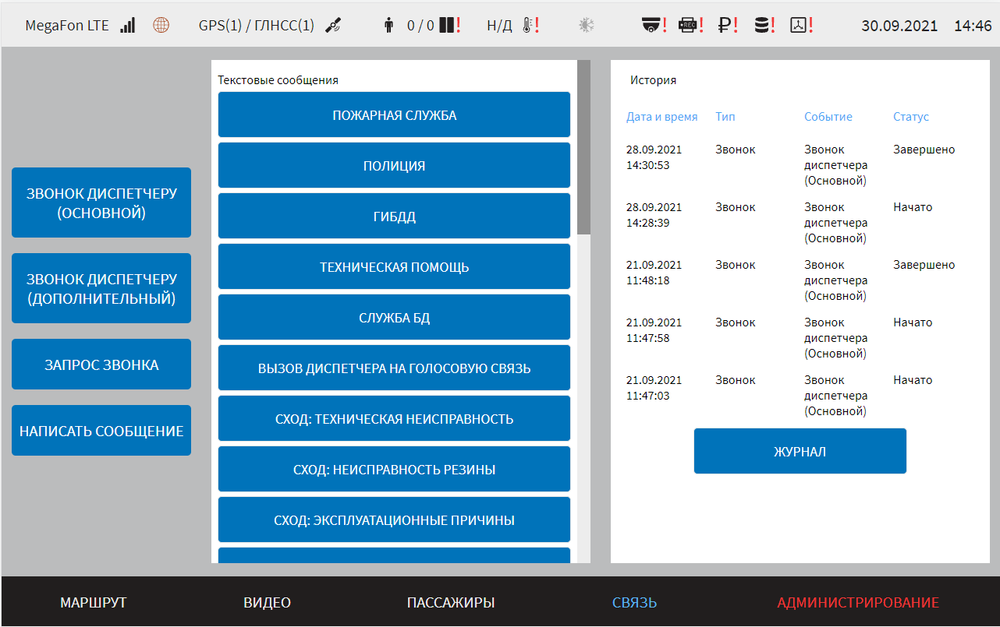 MegaFon LTE GPS(1) / ГЛНСС(1) 0 / 0 ! Н/Д ! ! REC ! ₽ ! ! ! 30.09.2021 14:46
ЗВОНОК ДИСПЕТЧЕРУ
(ОСНОВНОЙ)
ЗВОНОК ДИСПЕТЧЕРУ
(ДОПОЛНИТЕЛЬНЫЙ)
ЗАПРОС ЗВОНКА
НАПИСАТЬ СООБЩЕНИЕ
Текстовые сообщения
ПОЖАРНАЯ СЛУЖБА
ПОЛИЦИЯ
ГИБДД
ТЕХНИЧЕСКАЯ ПОМОЩЬ
СЛУЖБА БД
ВЫЗОВ ДИСПЕТЧЕРА НА ГОЛОСОВУЮ СВЯЗЬ
СХОД: ТЕХНИЧЕСКАЯ НЕИСПРАВНОСТЬ
СХОД: НЕИСПРАВНОСТЬ РЕЗИНЫ
СХОД: ЭКСПЛУАТАЦИОННЫЕ ПРИЧИНЫ
История
Дата и время Тип Событие Статус
28.09.2021 Звонок Звонок Завершено
14:30:53 диспетчера
(Основной)
28.09.2021 Звонок Звонок Начато
14:28:39 диспетчера
(Основной)
21.09.2021 Звонок Звонок Завершено
11:48:18 диспетчера
(Основной)
21.09.2021 Звонок Звонок Начато
11:47:58 диспетчера
(Основной)
21.09.2021 Звонок Звонок Начато
11:47:03 диспетчера
(Основной)
ЖУРНАЛ
МАРШРУТ ВИДЕО ПАССАЖИРЫ СВЯЗЬ АДМИНИСТРИРОВАНИЕ